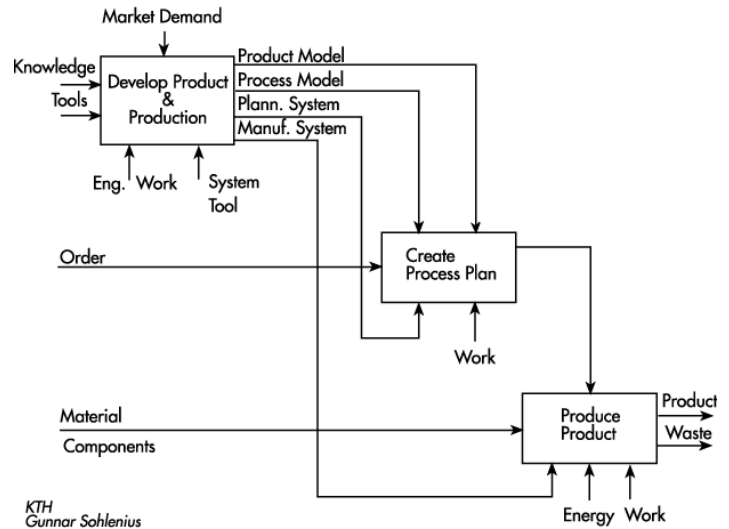 Market Demand
Knowledge
Tools
Develop Product
&
Production
Product Model
Process Model
Plann. System
Manuf. System
Eng. Work
System
Tool
Order
Create
Process Plan
Work
Material
Components
Produce
Product
Product
Waste
Energy Work
KTH
Gunnar Sohlenius